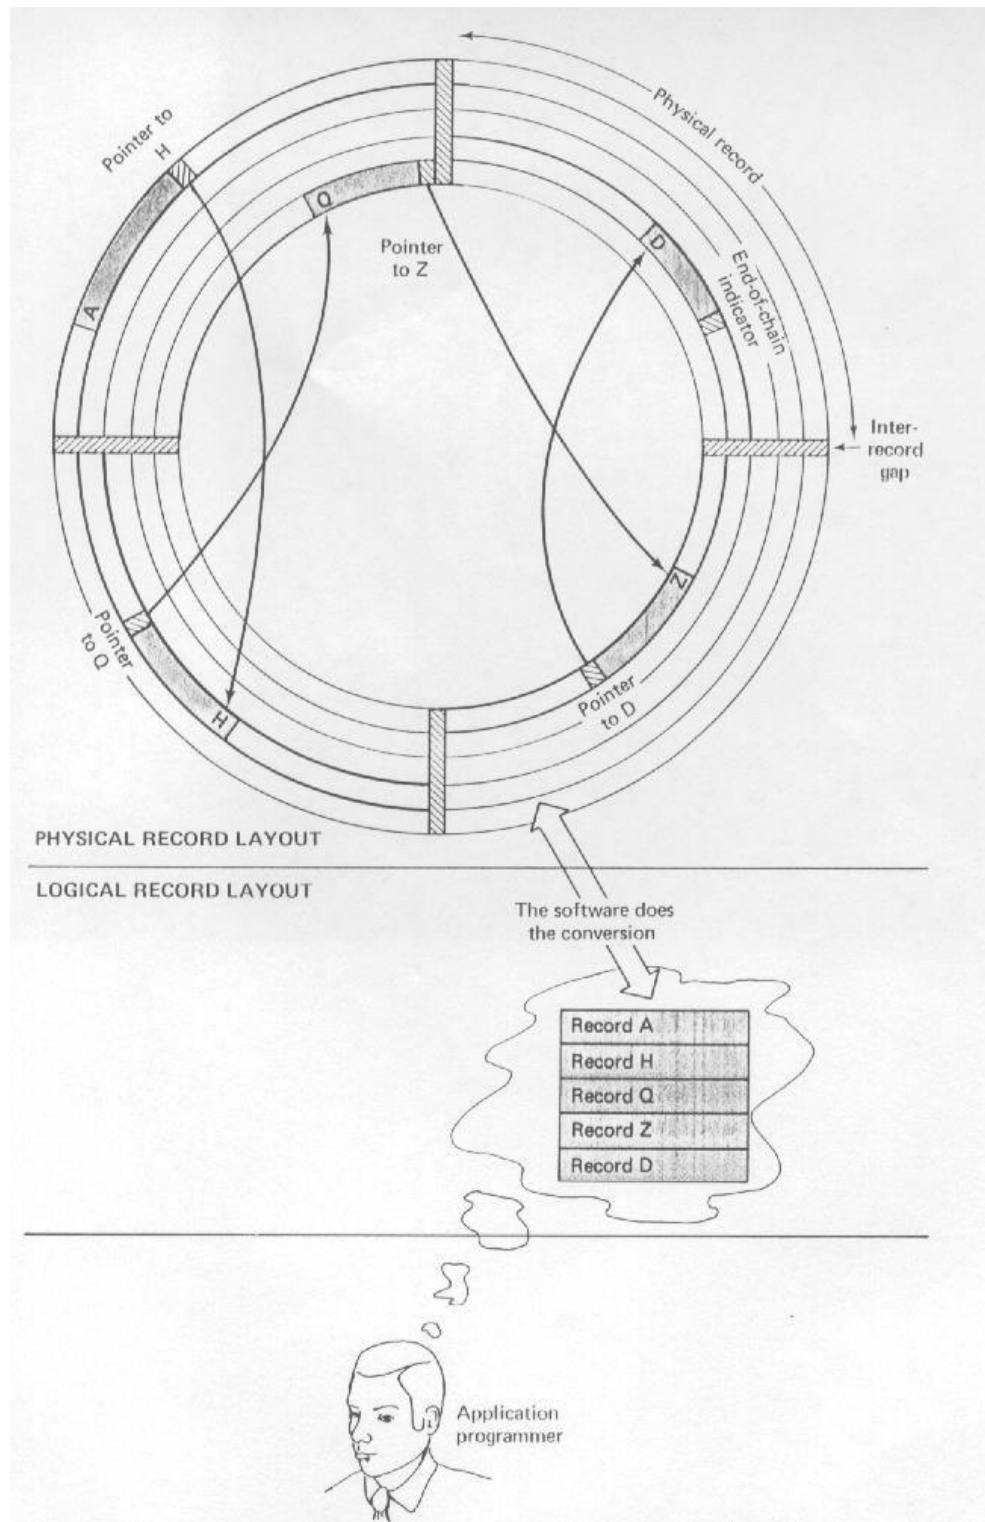 Physical record
Pointer to
H
Q
Pointer
to Z
D
End-of-chain
indicator
A
Inter-
record
gap
Z
Pointer
to Q
H
Pointer
to D
PHYSICAL RECORD LAYOUT
LOGICAL RECORD LAYOUT
The software does
the conversion
Record A
Record H
Record Q
Record Z
Record D
Application
programmer